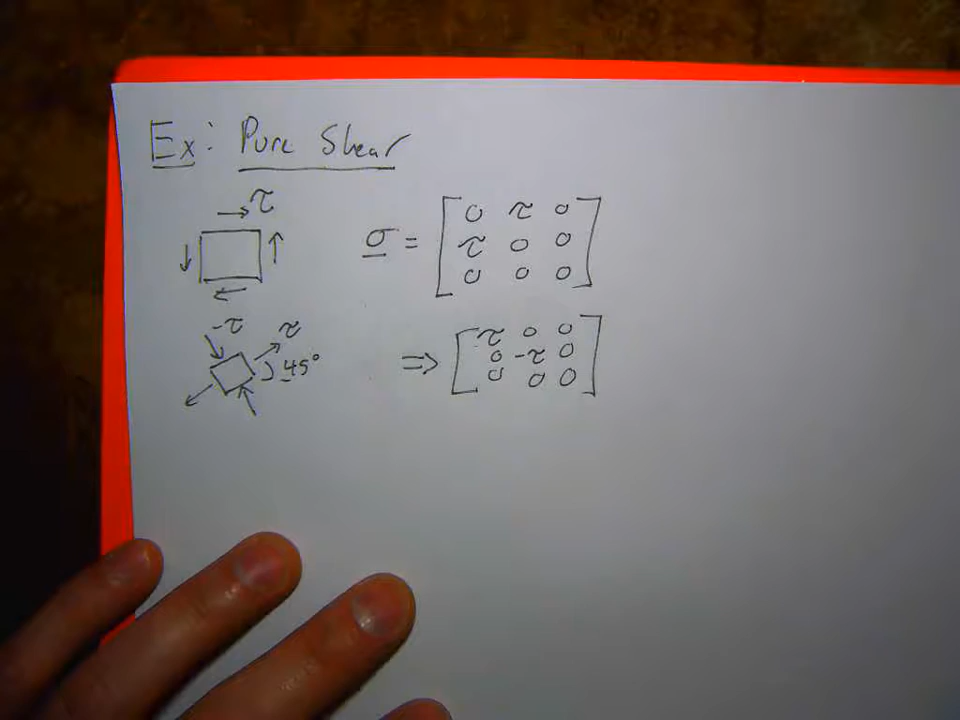 Ex: Pure Shear
τ
σ = [ 0 τ 0
τ 0 0
0 0 0 ]
-τ τ
45°
⇒ [ τ 0 0
0 -τ 0
0 0 0 ]